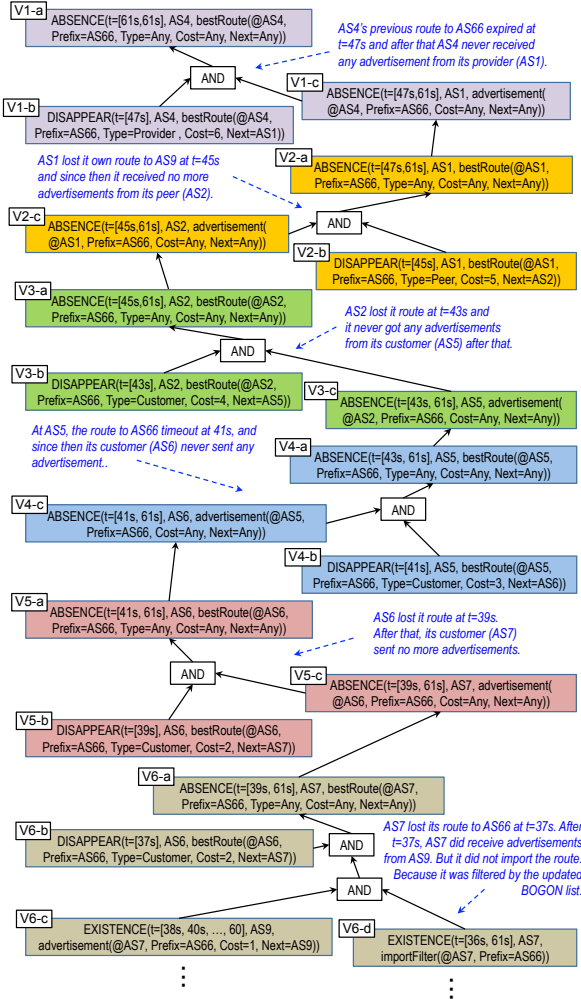 V1-a
ABSENCE(t=[61s,61s], AS4, bestRoute(@AS4,
Prefix=AS66, Type=Any, Cost=Any, Next=Any))
AS4's previous route to AS66 expired at
t=47s and after that AS4 never received
any advertisement from its provider (AS1).
AND
V1-b
DISAPPEAR(t=[47s], AS4, bestRoute(@AS4,
Prefix=AS66, Type=Provider , Cost=6, Next=AS1))
V1-c
ABSENCE(t=[47s,61s], AS1, advertisement(
@AS4, Prefix=AS66, Cost=Any, Next=Any))
AS1 lost it own route to AS9 at t=45s
and since then it received no more
advertisements from its peer (AS2).
V2-a
ABSENCE(t=[47s,61s], AS1, bestRoute(@AS1,
Prefix=AS66, Type=Any, Cost=Any, Next=Any))
V2-c
ABSENCE(t=[45s,61s], AS2, advertisement(
@AS1, Prefix=AS66, Cost=Any, Next=Any))
AND
V2-b
DISAPPEAR(t=[45s], AS1, bestRoute(@AS1,
Prefix=AS66, Type=Peer, Cost=5, Next=AS2))
V3-a
ABSENCE(t=[45s,61s], AS2, bestRoute(@AS2,
Prefix=AS66, Type=Any, Cost=Any, Next=Any))
AS2 lost it route at t=43s and
it never got any advertisements
from its customer (AS5) after that.
AND
V3-b
DISAPPEAR(t=[43s], AS2, bestRoute(@AS2,
Prefix=AS66, Type=Customer, Cost=4, Next=AS5))
V3-c
ABSENCE(t=[43s, 61s], AS5, advertisement(
@AS2, Prefix=AS66, Cost=Any, Next=Any))
At AS5, the route to AS66 timeout at 41s, and
since then its customer (AS6) never sent any
advertisement..
V4-a
ABSENCE(t=[43s, 61s], AS5, bestRoute(@AS5,
Prefix=AS66, Type=Any, Cost=Any, Next=Any))
V4-c
ABSENCE(t=[41s, 61s], AS6, advertisement(@AS5,
Prefix=AS66, Cost=Any, Next=Any))
AND
V4-b
DISAPPEAR(t=[41s], AS5, bestRoute(@AS5,
Prefix=AS66, Type=Customer, Cost=3, Next=AS6))
V5-a
ABSENCE(t=[41s, 61s], AS6, bestRoute(@AS6,
Prefix=AS66, Type=Any, Cost=Any, Next=Any))
AS6 lost it route at t=39s.
After that, its customer (AS7)
sent no more advertisements.
AND
V5-c
ABSENCE(t=[39s, 61s], AS7, advertisement(
@AS6, Prefix=AS66, Cost=Any, Next=Any))
V5-b
DISAPPEAR(t=[39s], AS6, bestRoute(@AS6,
Prefix=AS66, Type=Customer, Cost=2, Next=AS7))
V6-a
ABSENCE(t=[39s, 61s], AS7, bestRoute(@AS7,
Prefix=AS66, Type=Any, Cost=Any, Next=Any))
V6-b
DISAPPEAR(t=[37s], AS6, bestRoute(@AS6,
Prefix=AS66, Type=Customer, Cost=2, Next=AS7))
AND
AS7 lost its route to AS66 at t=37s. After
t=37s, AS7 did receive advertisements
from AS9. But it did not import the route.
Because it was filtered by the updated
BOGON list.
AND
V6-c
EXISTENCE(t=[38s, 40s, …, 60], AS9,
advertisement(@AS7, Prefix=AS66, Cost=1, Next=AS9))
V6-d
EXISTENCE(t=[36s, 61s], AS7,
importFilter(@AS7, Prefix=AS66))